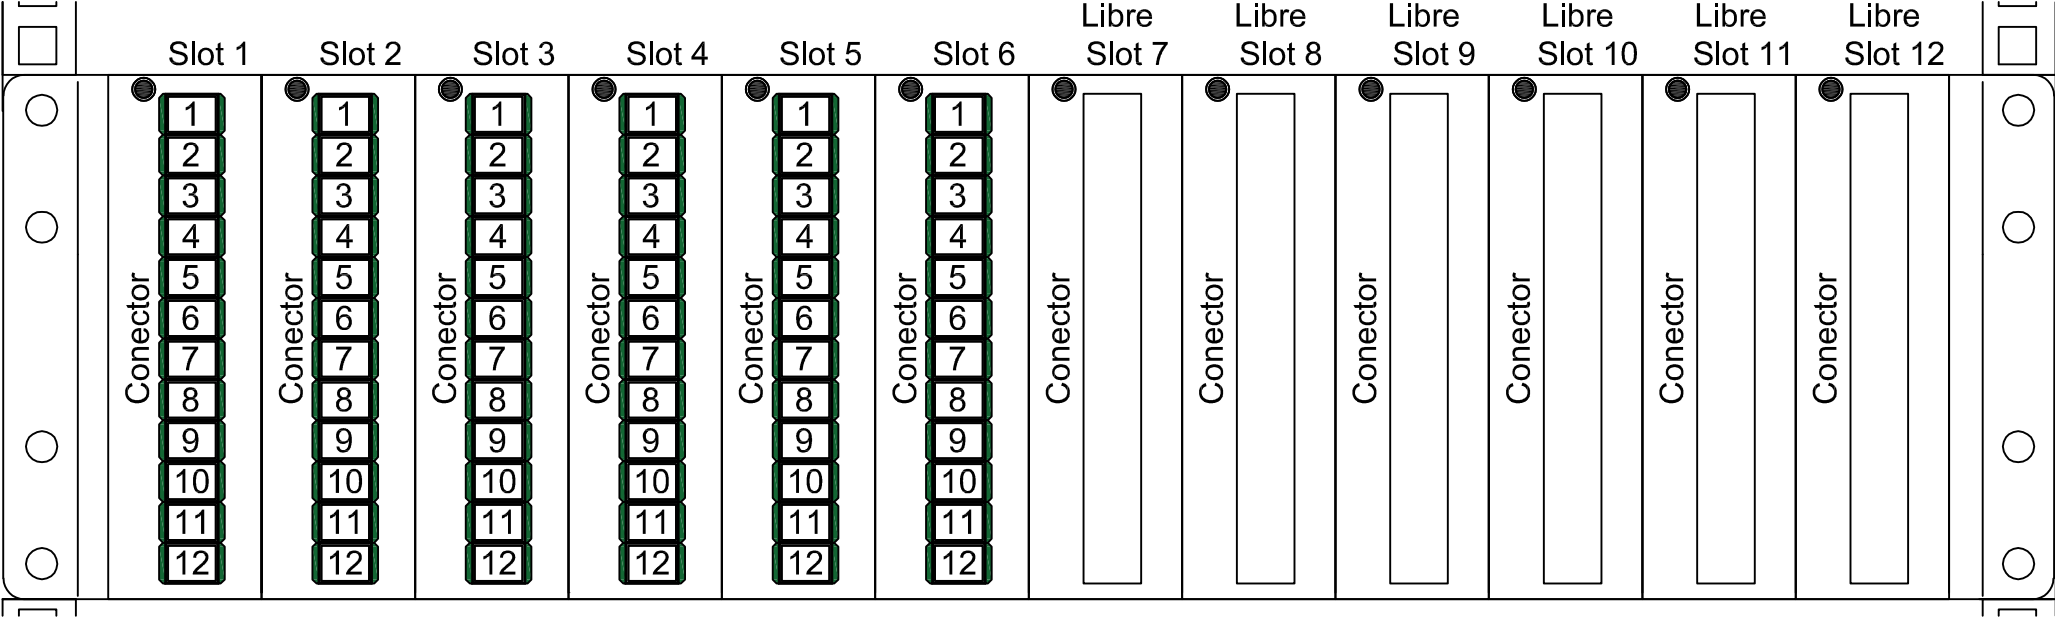 Libre Libre Libre Libre Libre Libre
Slot 1 Slot 2 Slot 3 Slot 4 Slot 5 Slot 6 Slot 7 Slot 8 Slot 9 Slot 10 Slot 11 Slot 12
1 1 1 1 1 1
2 2 2 2 2 2
3 3 3 3 3 3
4 4 4 4 4 4
5 5 5 5 5 5
6 6 6 6 6 6
7 7 7 7 7 7
8 8 8 8 8 8
9 9 9 9 9 9
10 10 10 10 10 10
11 11 11 11 11 11
12 12 12 12 12 12
Conector Conector Conector Conector Conector Conector Conector Conector Conector Conector Conector Conector